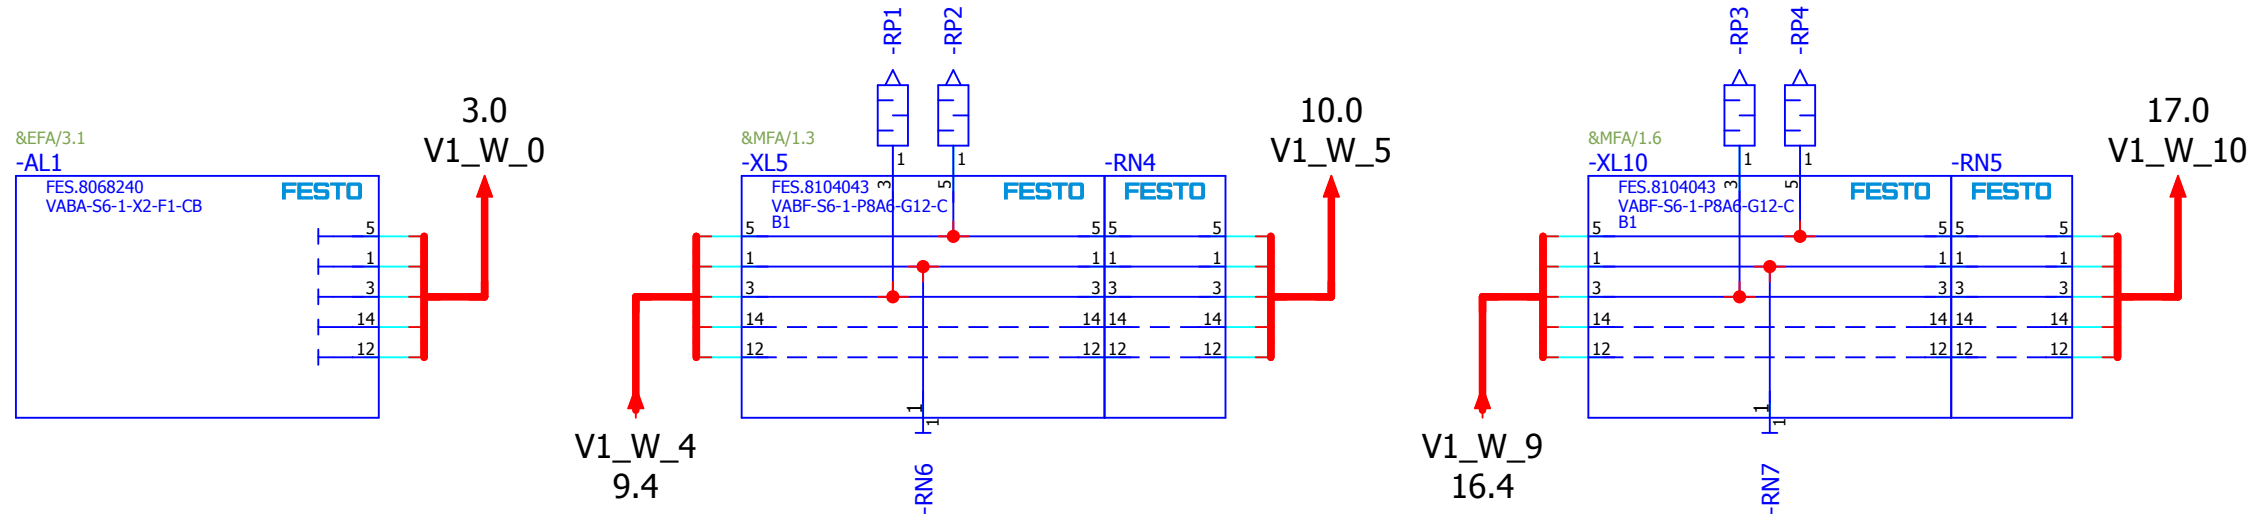 -RP1
-RP2
-RP3
-RP4
3.0
V1_W_0
10.0
V1_W_5
17.0
V1_W_10
&EFA/3.1
-AL1
FES.8068240
VABA-S6-1-X2-F1-CB
FESTO
5
1
3
14
12
&MFA/1.3
-XL5
1
1
3
5
FES.8104043
VABF-S6-1-P8A6-G12-C
B1
FESTO
-RN4
FESTO
5 5 5 5
1 1 1 1
3 3 3 3
14 14 14 14
12 12 12 12
1
1
-RN6
V1_W_4
9.4
&MFA/1.6
-XL10
1
1
3
5
FES.8104043
VABF-S6-1-P8A6-G12-C
B1
FESTO
-RN5
FESTO
5 5 5 5
1 1 1 1
3 3 3 3
14 14 14 14
12 12 12 12
1
1
-RN7
V1_W_9
16.4